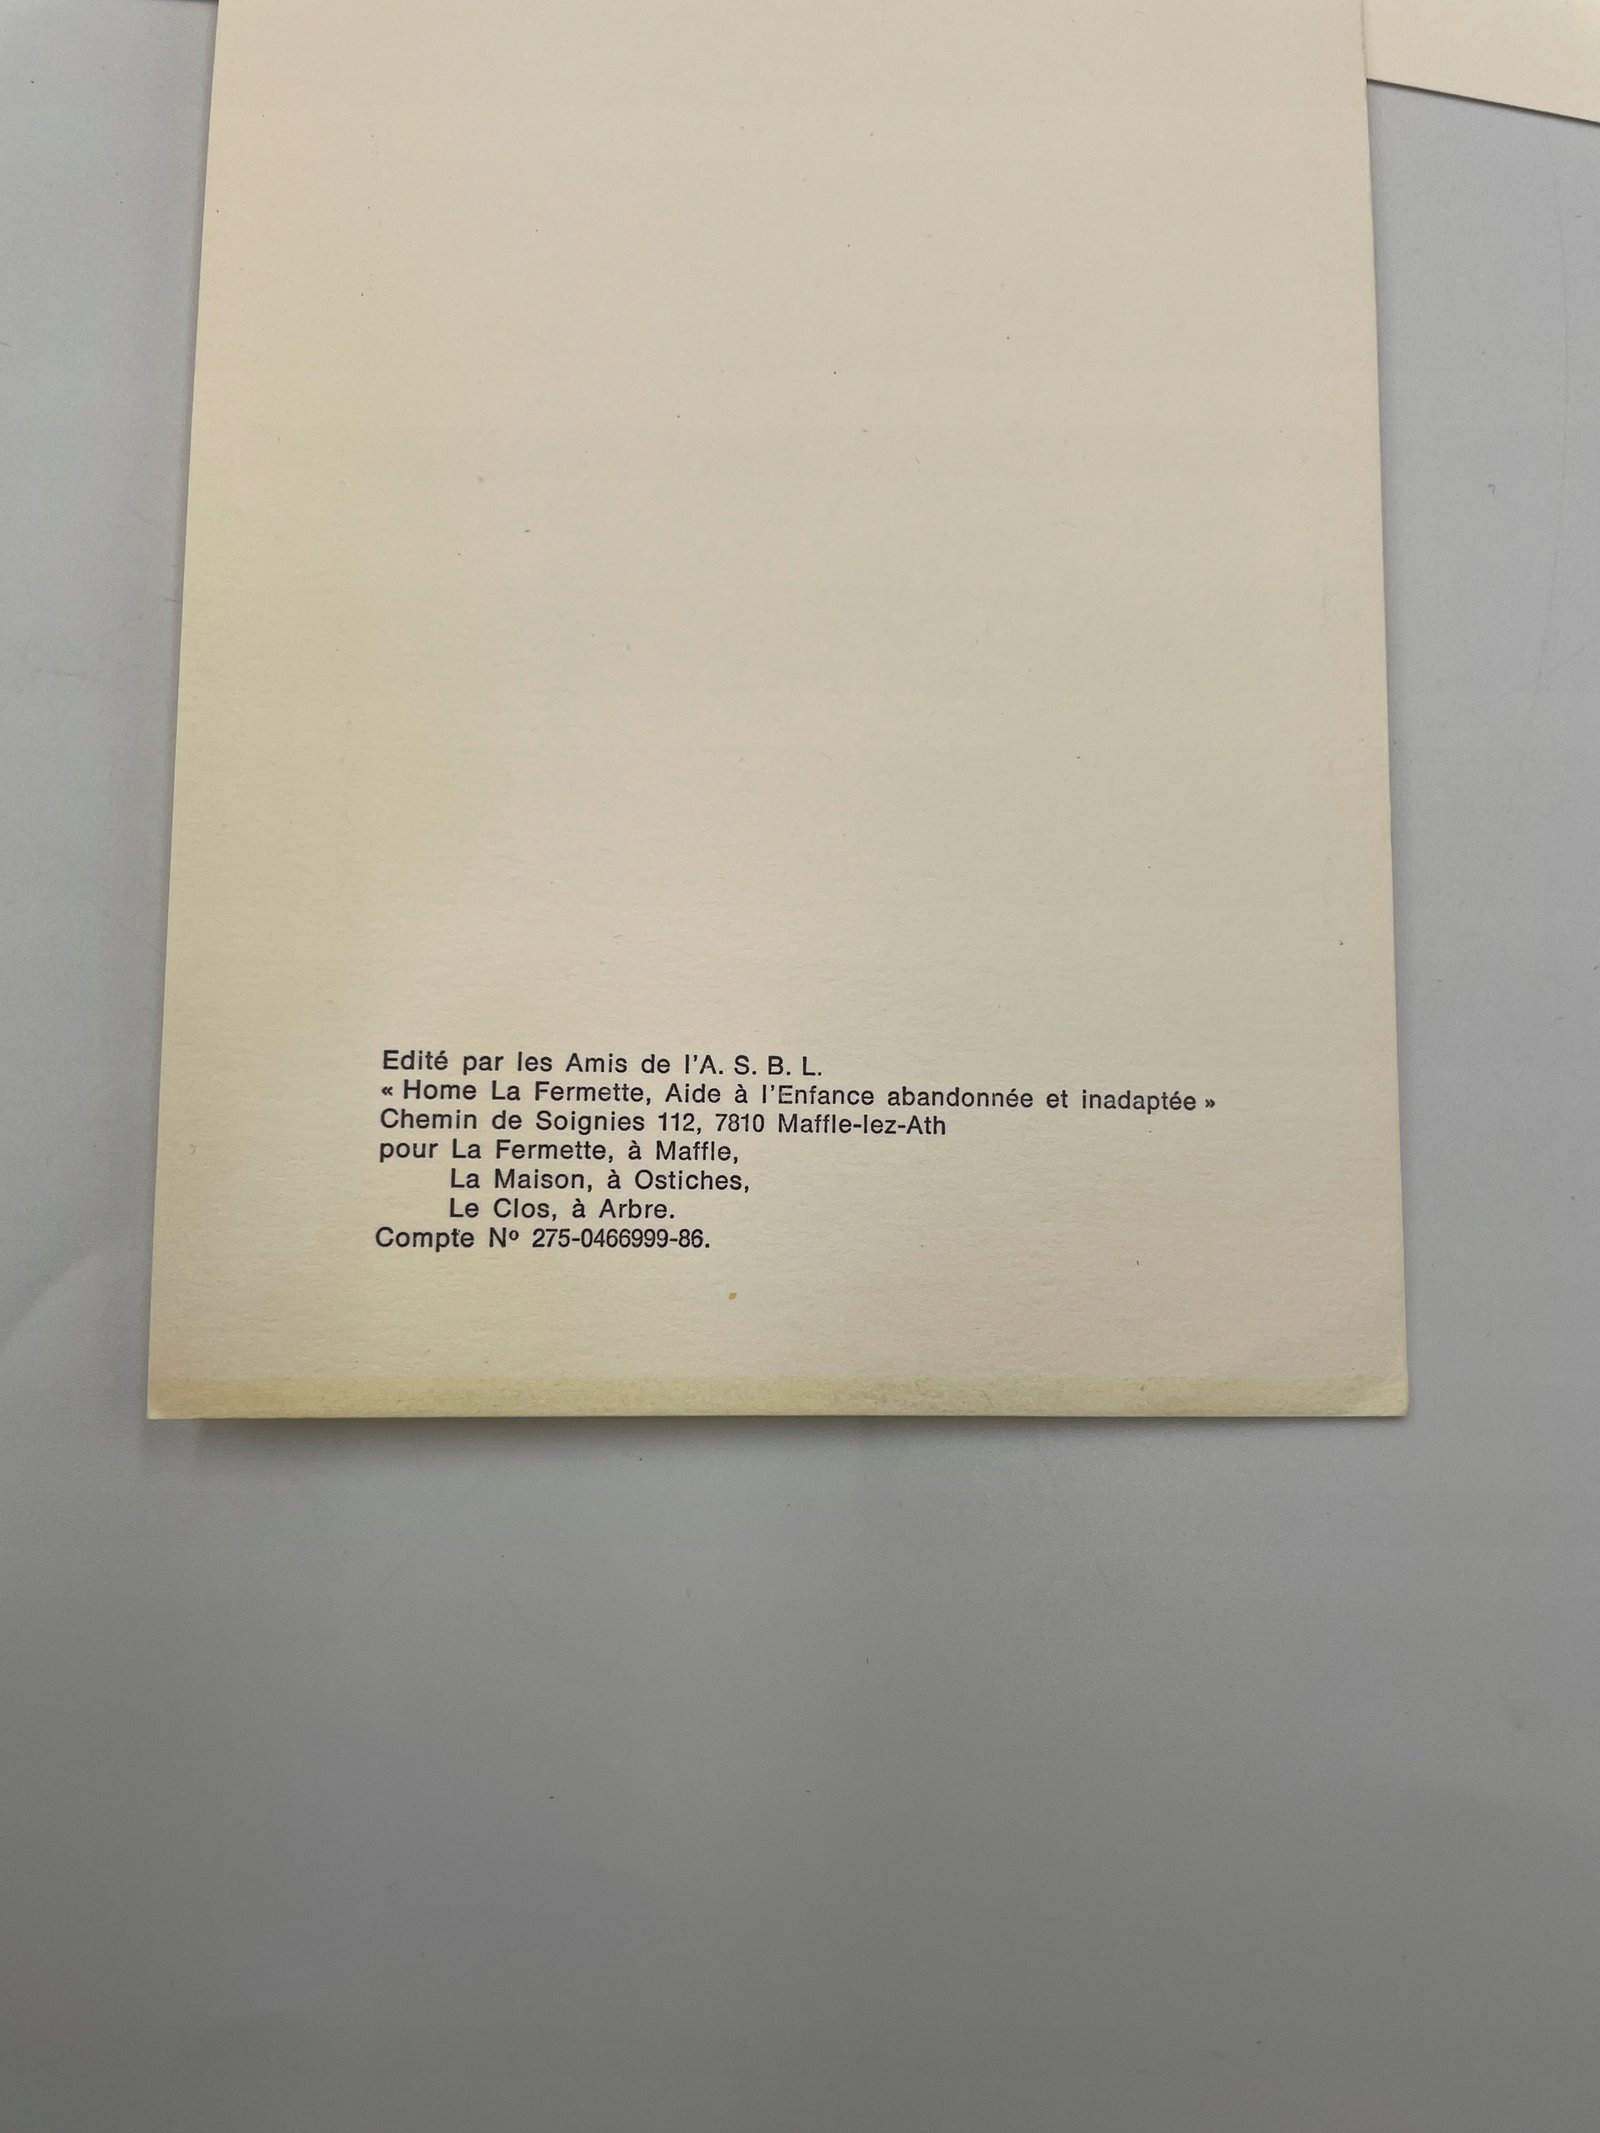 Edité par les Amis de l'A. S. B. L.
« Home La Fermette, Aide à l'Enfance abandonnée et inadaptée »
Chemin de Soignies 112, 7810 Maffle-lez-Ath
pour La Fermette, à Maffle,
La Maison, à Ostiches,
Le Clos, à Arbre.
Compte Nº 275-0466999-86.